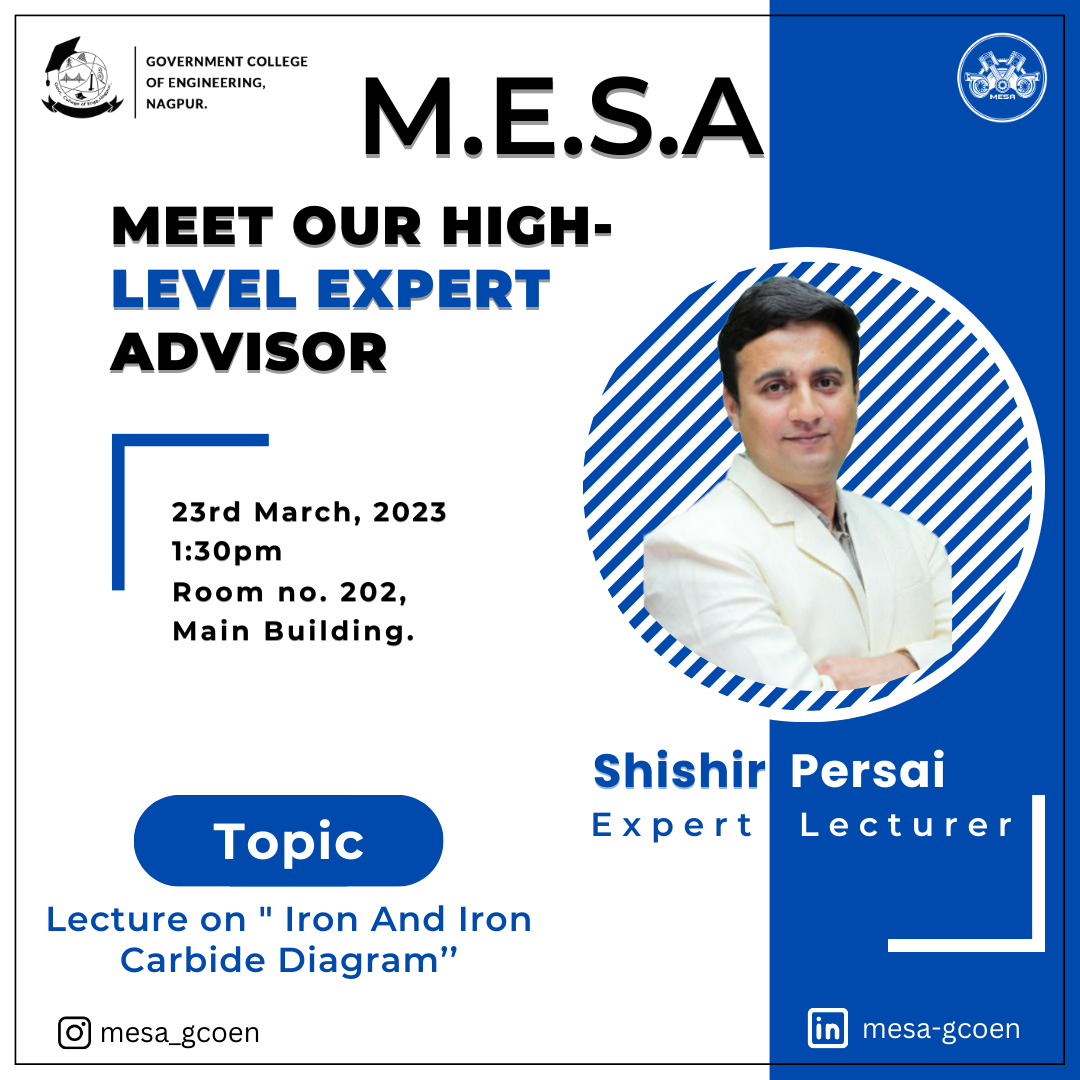 GOVERNMENT COLLEGE
OF ENGINEERING,
NAGPUR.
M.E.S.A
MESA
MEET OUR HIGH-
LEVEL EXPERT
ADVISOR
23rd March, 2023
1:30pm
Room no. 202,
Main Building.
Shishir Persai
Expert Lecturer
Topic
Lecture on " Iron And Iron
Carbide Diagram”
mesa_gcoen
mesa-gcoen